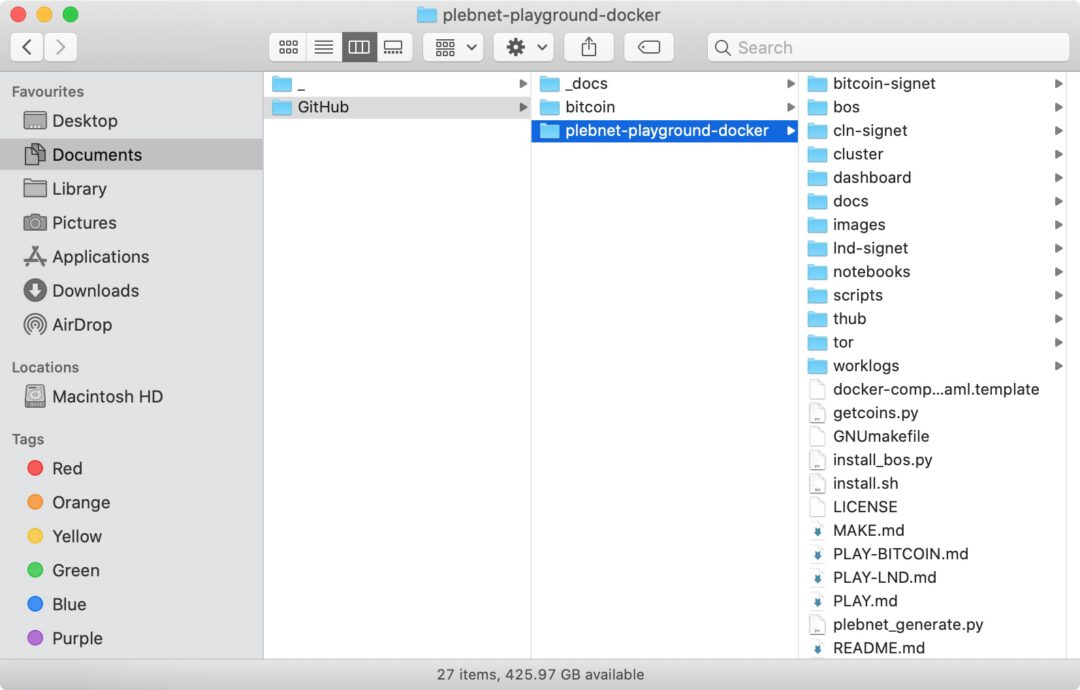 plebnet-playground-docker
Search
Favourites
Desktop
Documents
Library
Pictures
Applications
Downloads
AirDrop
Locations
Macintosh HD
Tags
Red
Orange
Yellow
Green
Blue
Purple
_
GitHub
_docs
bitcoin
plebnet-playground-docker
bitcoin-signet
bos
cln-signet
cluster
dashboard
docs
images
lnd-signet
notebooks
scripts
thub
tor
worklogs
docker-comp...aml.template
getcoins.py
GNUmakefile
install_bos.py
install.sh
LICENSE
MAKE.md
PLAY-BITCOIN.md
PLAY-LND.md
PLAY.md
plebnet_generate.py
README.md
27 items, 425.97 GB available